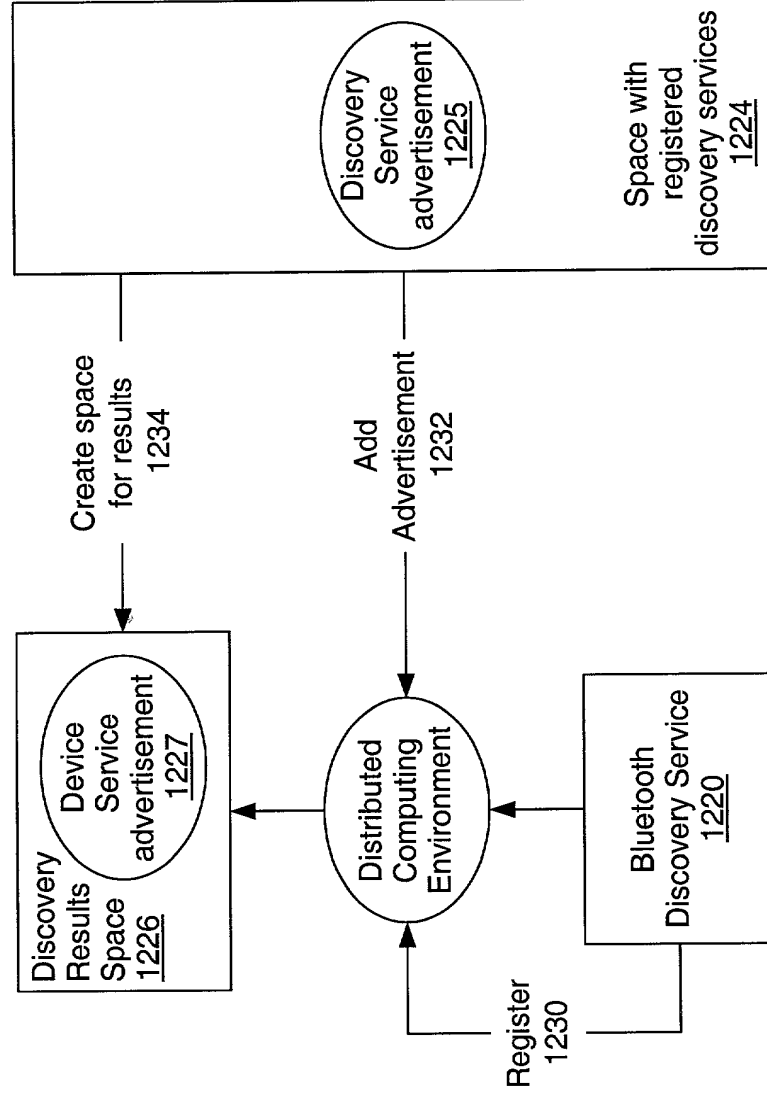 Discovery
Results
Space
1226
Device
Service
advertisement
1227
Create space
for results
1234
Discovery
Service
advertisement
1225
Distributed
Computing
Environment
Add
Advertisement
1232
Register
1230
Bluetooth
Discovery Service
1220
Space with
registered
discovery services
1224